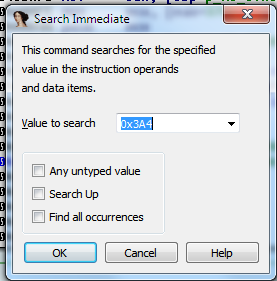 Search Immediate
This command searches for the specified
value in the instruction operands
and data items.
Value to search 0x3A4
Any untyped value
Search Up
Find all occurrences
OK Cancel Help